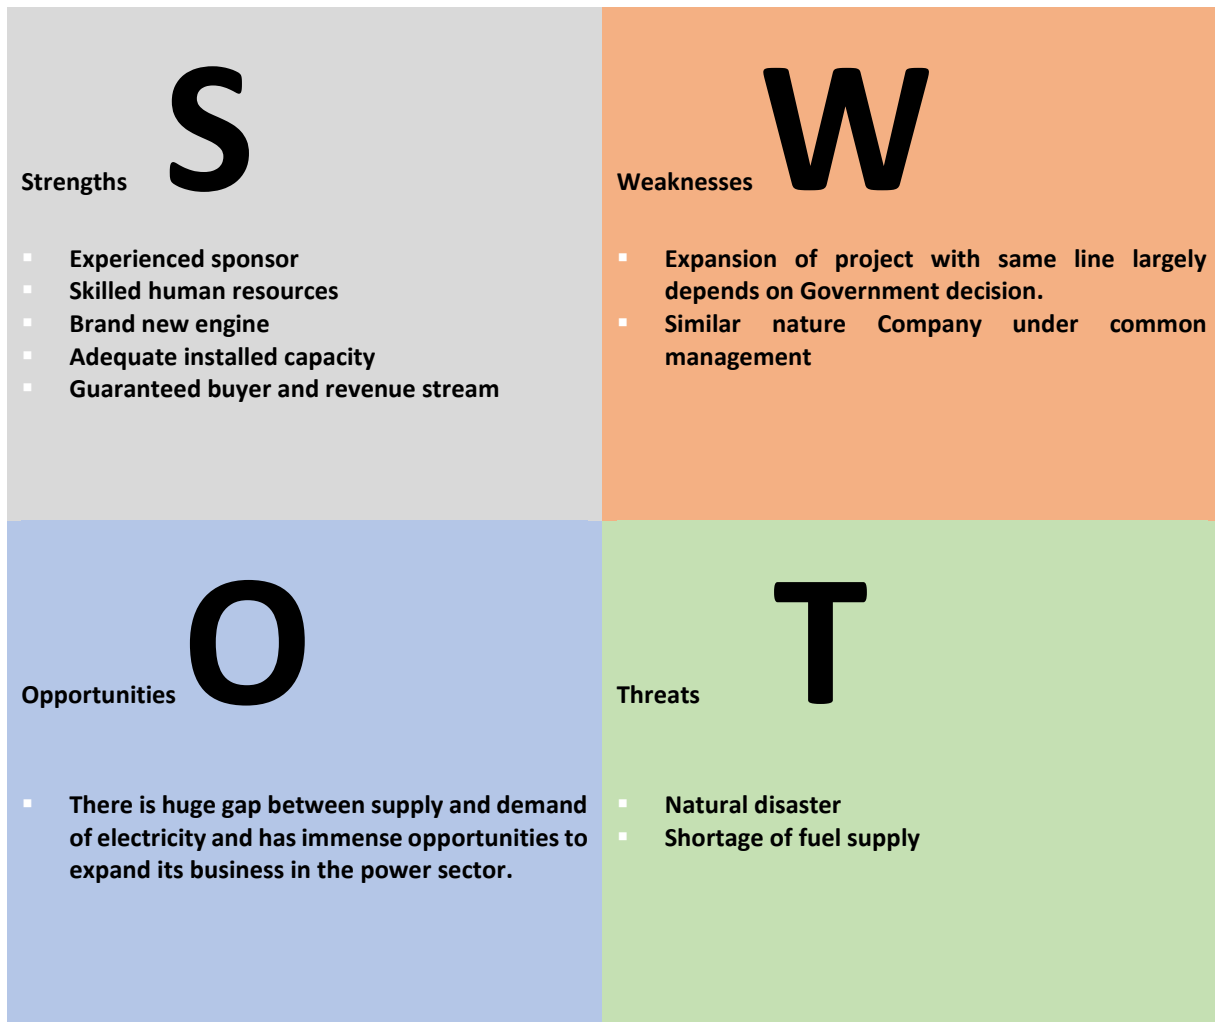 S
Strengths
Experienced sponsor
Skilled human resources
Brand new engine
Adequate installed capacity
Guaranteed buyer and revenue stream
W
Weaknesses
Expansion of project with same line largely
depends on Government decision.
Similar nature Company under common
management
O
Opportunities
There is huge gap between supply and demand
of electricity and has immense opportunities to
expand its business in the power sector.
T
Threats
Natural disaster
Shortage of fuel supply